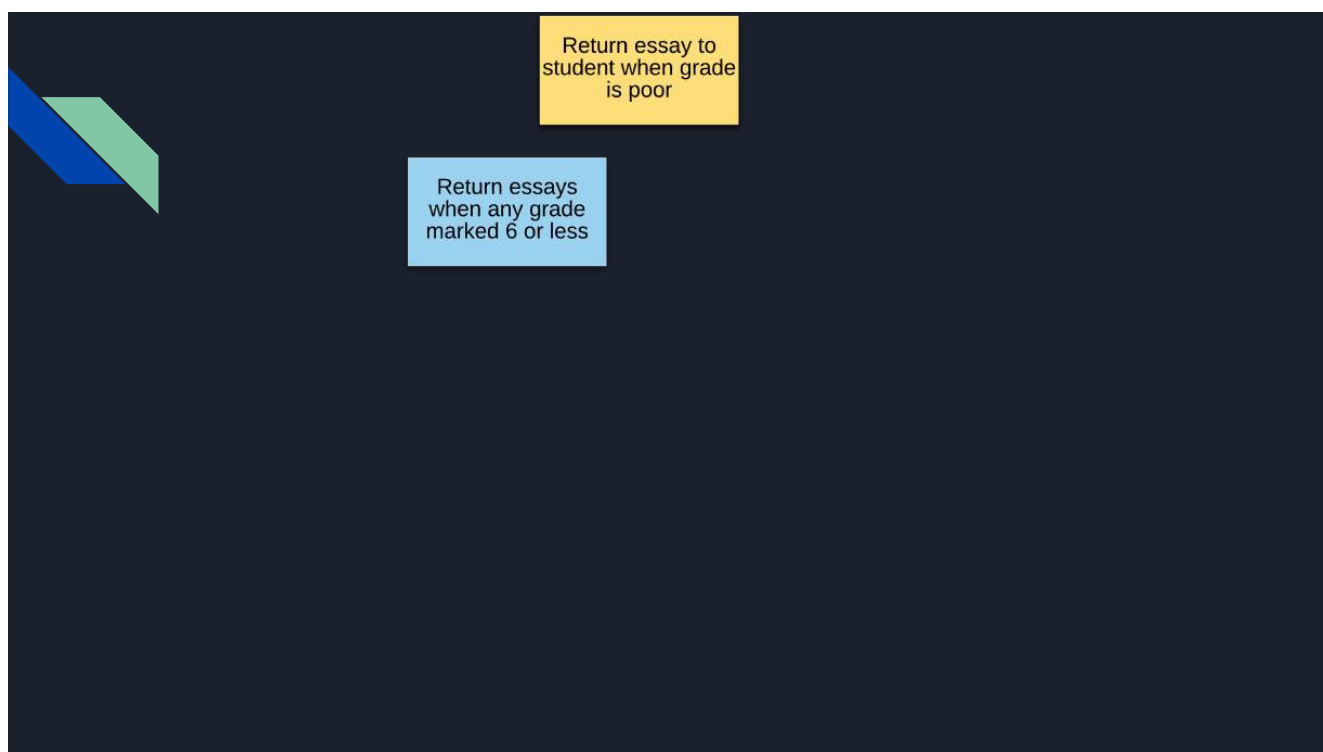 Return essay to
student when grade
is poor
Return essays
when any grade
marked 6 or less